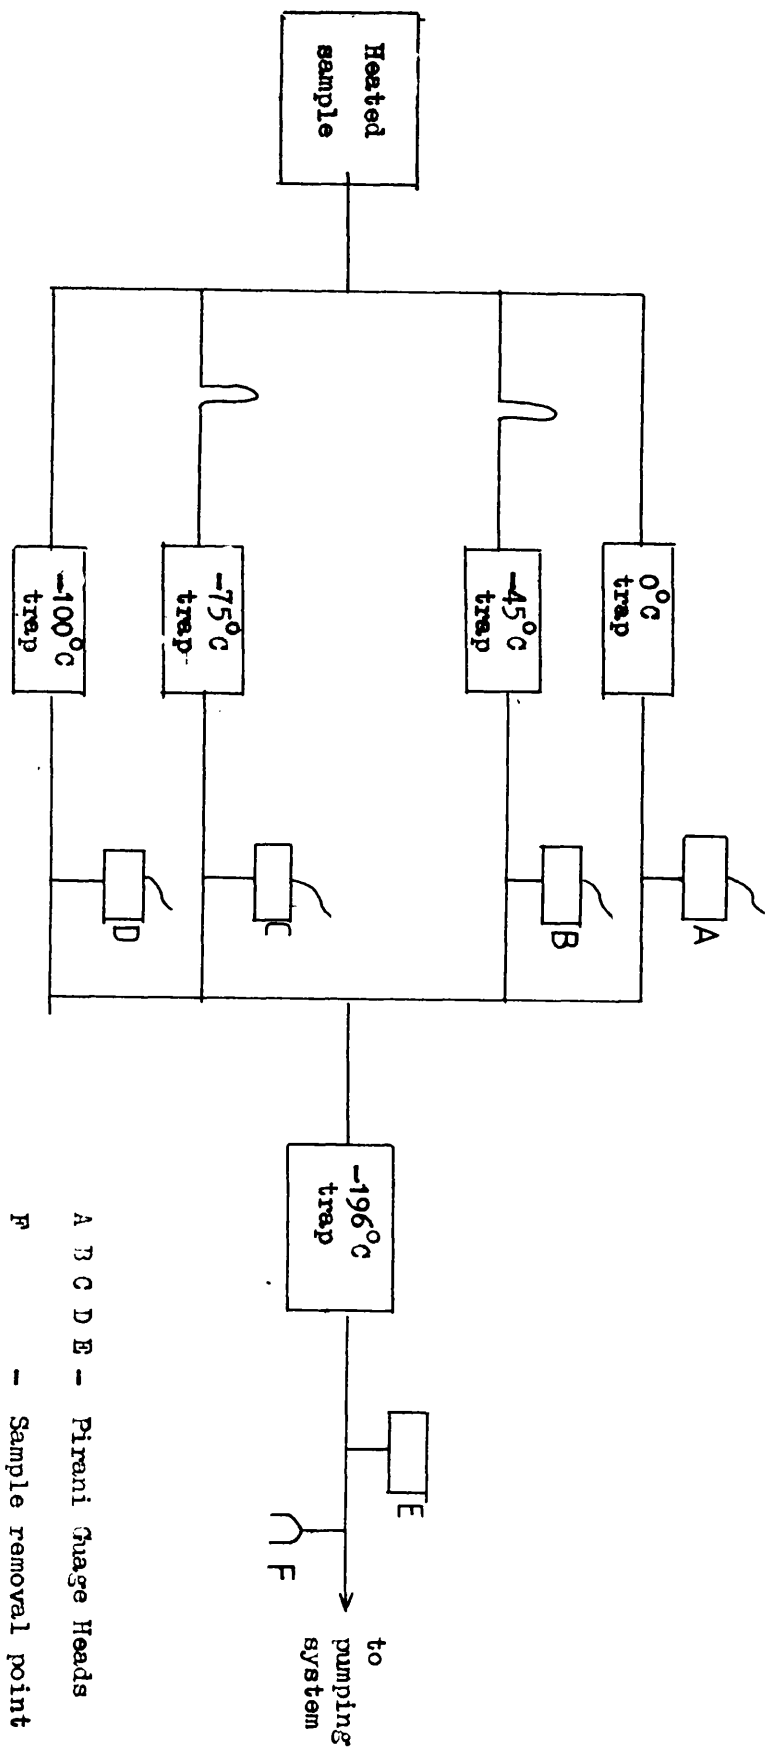 Heated
sample
0°C
trap
A
-45°C
trap
B
-75°C
trap
C
-100°C
trap
D
-196°C
trap
E
F
to
pumping
system
A B C D E - Pirani Guage Heads
F - Sample removal point